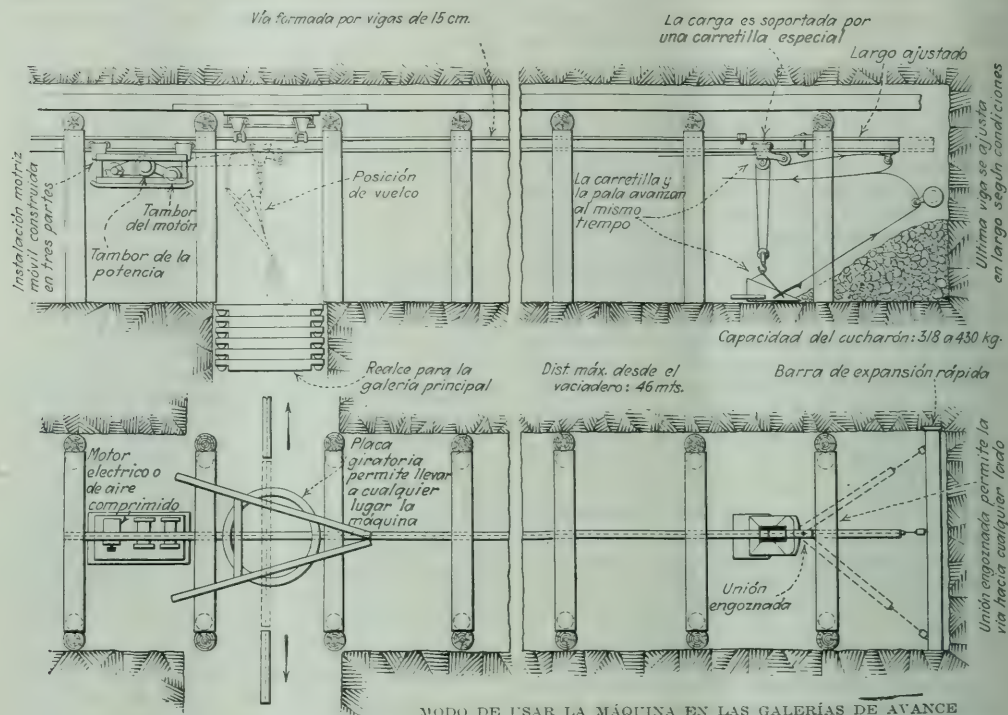 Vía formada por vigas de 15 cm.
La carga es soportada por
una carretilla especial
Largo ajustado
Ultima viga se ajusta
en largo según condiciones
Instalación motriz
móvil construida
en tres partes
Tambor
del motón
Tambor de la
potencia
Posición
de vuelco
La carretilla y
la pala avanzan
al mismo
tiempo
Capacidad del cucharón: 318 a 430 kg.
Realce para la
galería principal
Dist. máx. desde el
vaciadero: 46 mts.
Barra de expansión rápida
Motor
electrico o
de aire
comprimido
Placa
giratoria
permite llevar
a cualquier
lugar la
máquina
Unión
engoznada
Unión engoznada permite la
vía hacia cualquier lado
MODO DE USAR LA MÁQUINA EN LAS GALERÍAS DE AVANCE